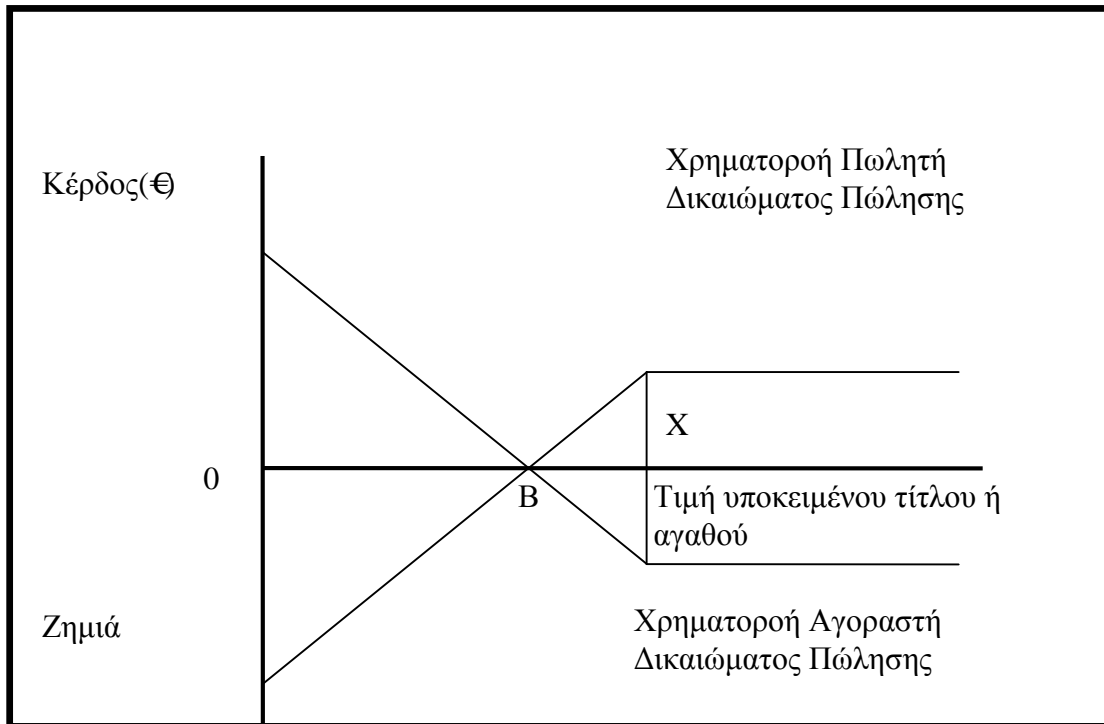 Χρηματοροή Πωλητή
Δικαιώματος Πώλησης
Κέρδος(€)
X
0
B
Τιμή υποκειμένου τίτλου ή
αγαθού
Ζημιά
Χρηματοροή Αγοραστή
Δικαιώματος Πώλησης